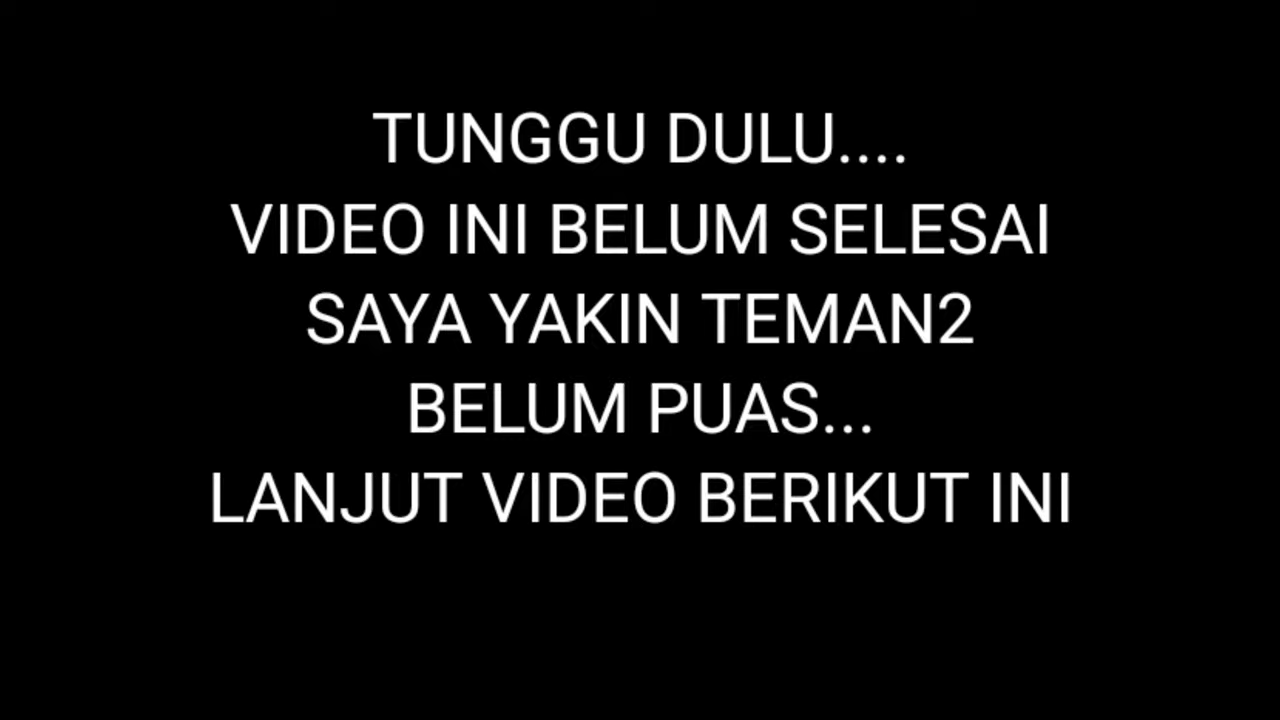 TUNGGU DULU....
VIDEO INI BELUM SELESAI
SAYA YAKIN TEMAN2
BELUM PUAS...
LANJUT VIDEO BERIKUT INI